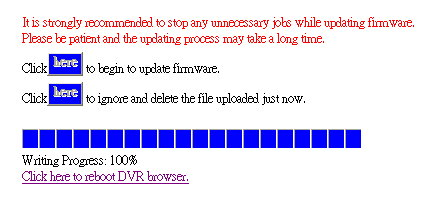 It is strongly recommended to stop any unnecessary jobs while updating firmware.
Please be patient and the updating process may take a long time.
Click here to begin to update firmware.
Click here to ignore and delete the file uploaded just now.
Writing Progress: 100%
Click here to reboot DVR browser.